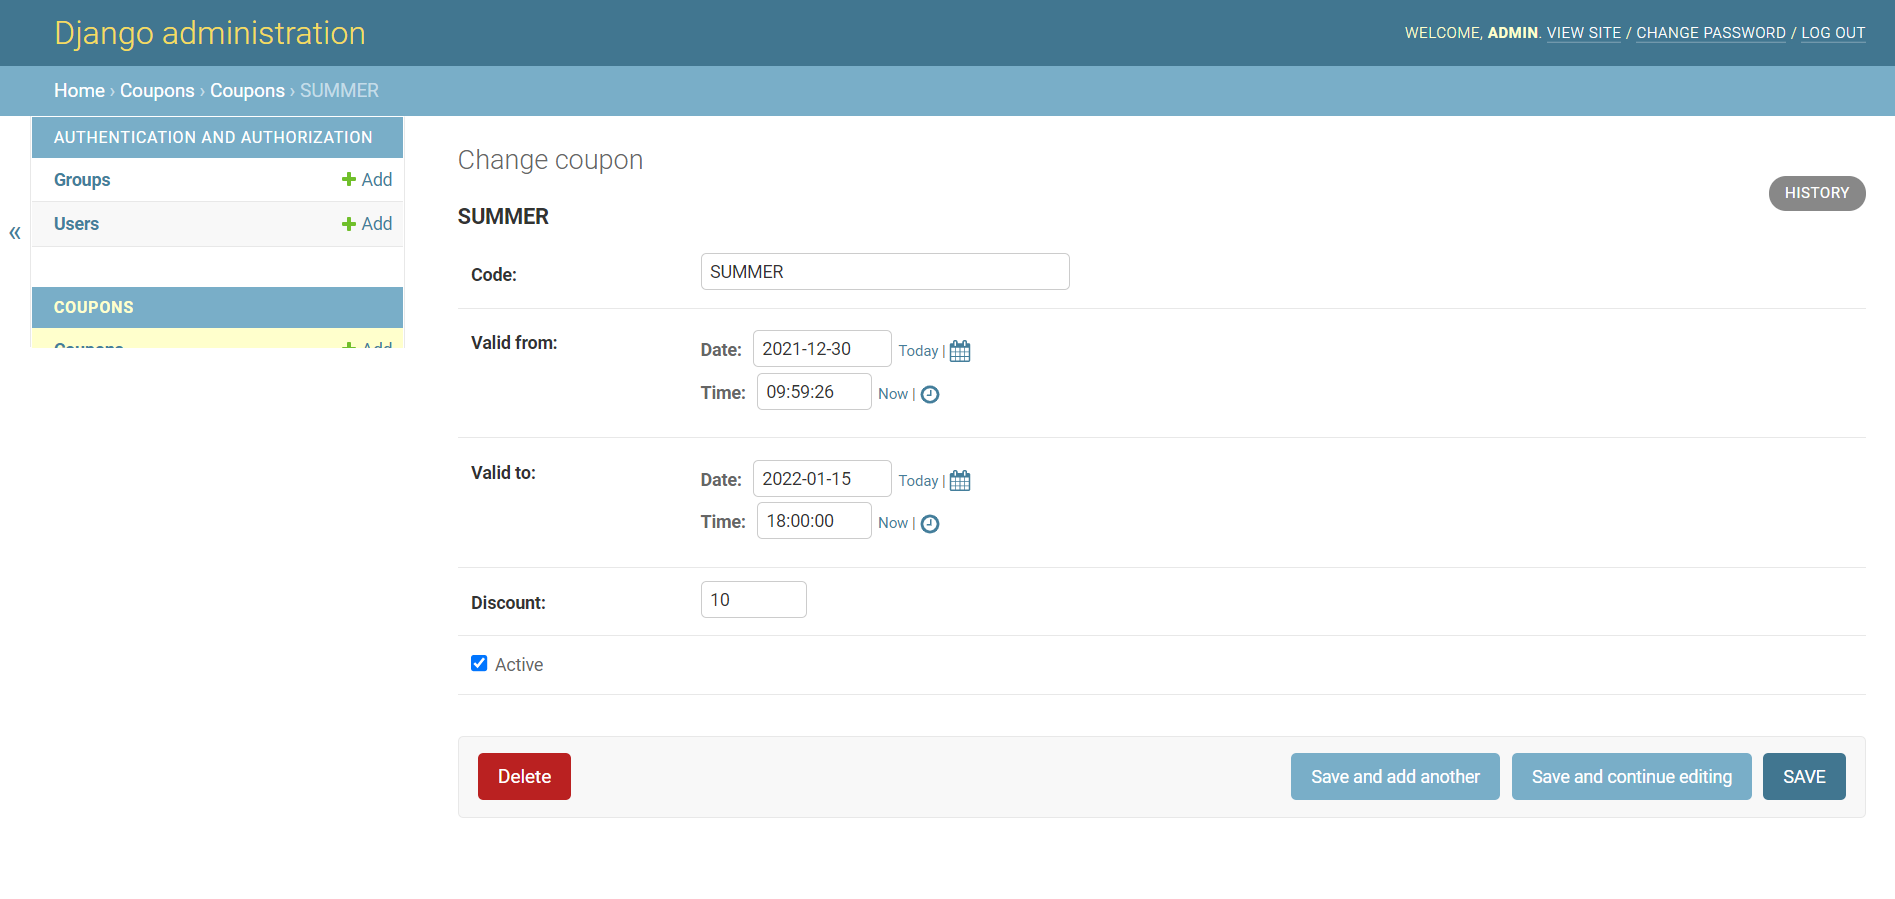 Django administration
WELCOME, ADMIN. VIEW SITE / CHANGE PASSWORD / LOG OUT
Home › Coupons › Coupons › SUMMER
«
AUTHENTICATION AND AUTHORIZATION
Groups Add
Users Add
COUPONS
Coupons Add
Change coupon
HISTORY
SUMMER
Code: SUMMER
Valid from:
Date: 2021-12-30 Today |
Time: 09:59:26 Now |
Valid to:
Date: 2022-01-15 Today |
Time: 18:00:00 Now |
Discount: 10
Active
Delete Save and add another Save and continue editing SAVE